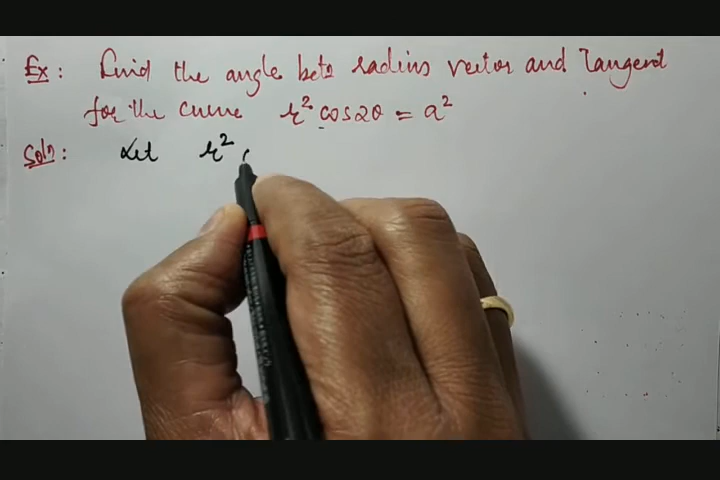 Ex: Find the angle betn radius vector and Tangent
for the curve r² cos2θ = a²
Soln: Let r²